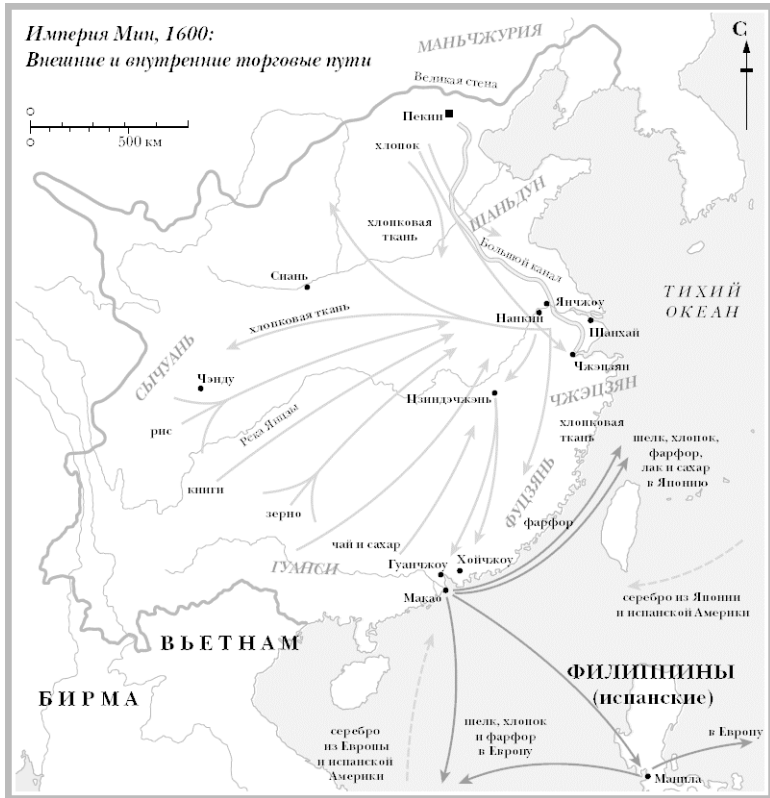 Империя Мин, 1600:
Внешние и внутренние торговые пути
500 км
С
МАНЬЧЖУРИЯ
Великая стена
Пекин
хлопок
ШАНЬДУН
хлопковая
ткань
Большой канал
Сиань
ТИХИЙ
ОКЕАН
Янчжоу
Нанкин
Шанхай
хлопковая ткань
Чжэцзян
СЫЧУАНЬ
Чэнду
Цзиндэчжэнь
ЧЖЭЦЗЯН
рис
Река Янцзы
хлопковая
ткань
шелк, хлопок,
фарфор,
лак и сахар
в Японию
книги
зерно
ФУЦЗЯНЬ
фарфор
чай и сахар
ГУАНСИ
Гуанчжоу
Хойчжоу
Макао
серебро из Японии
и испанской Америки
ВЬЕТНАМ
БИРМА
ФИЛИППИНЫ
(испанские)
серебро
из Европы
и испанской
Америки
шелк, хлопок
и фарфор
в Европу
в Европу
Манила